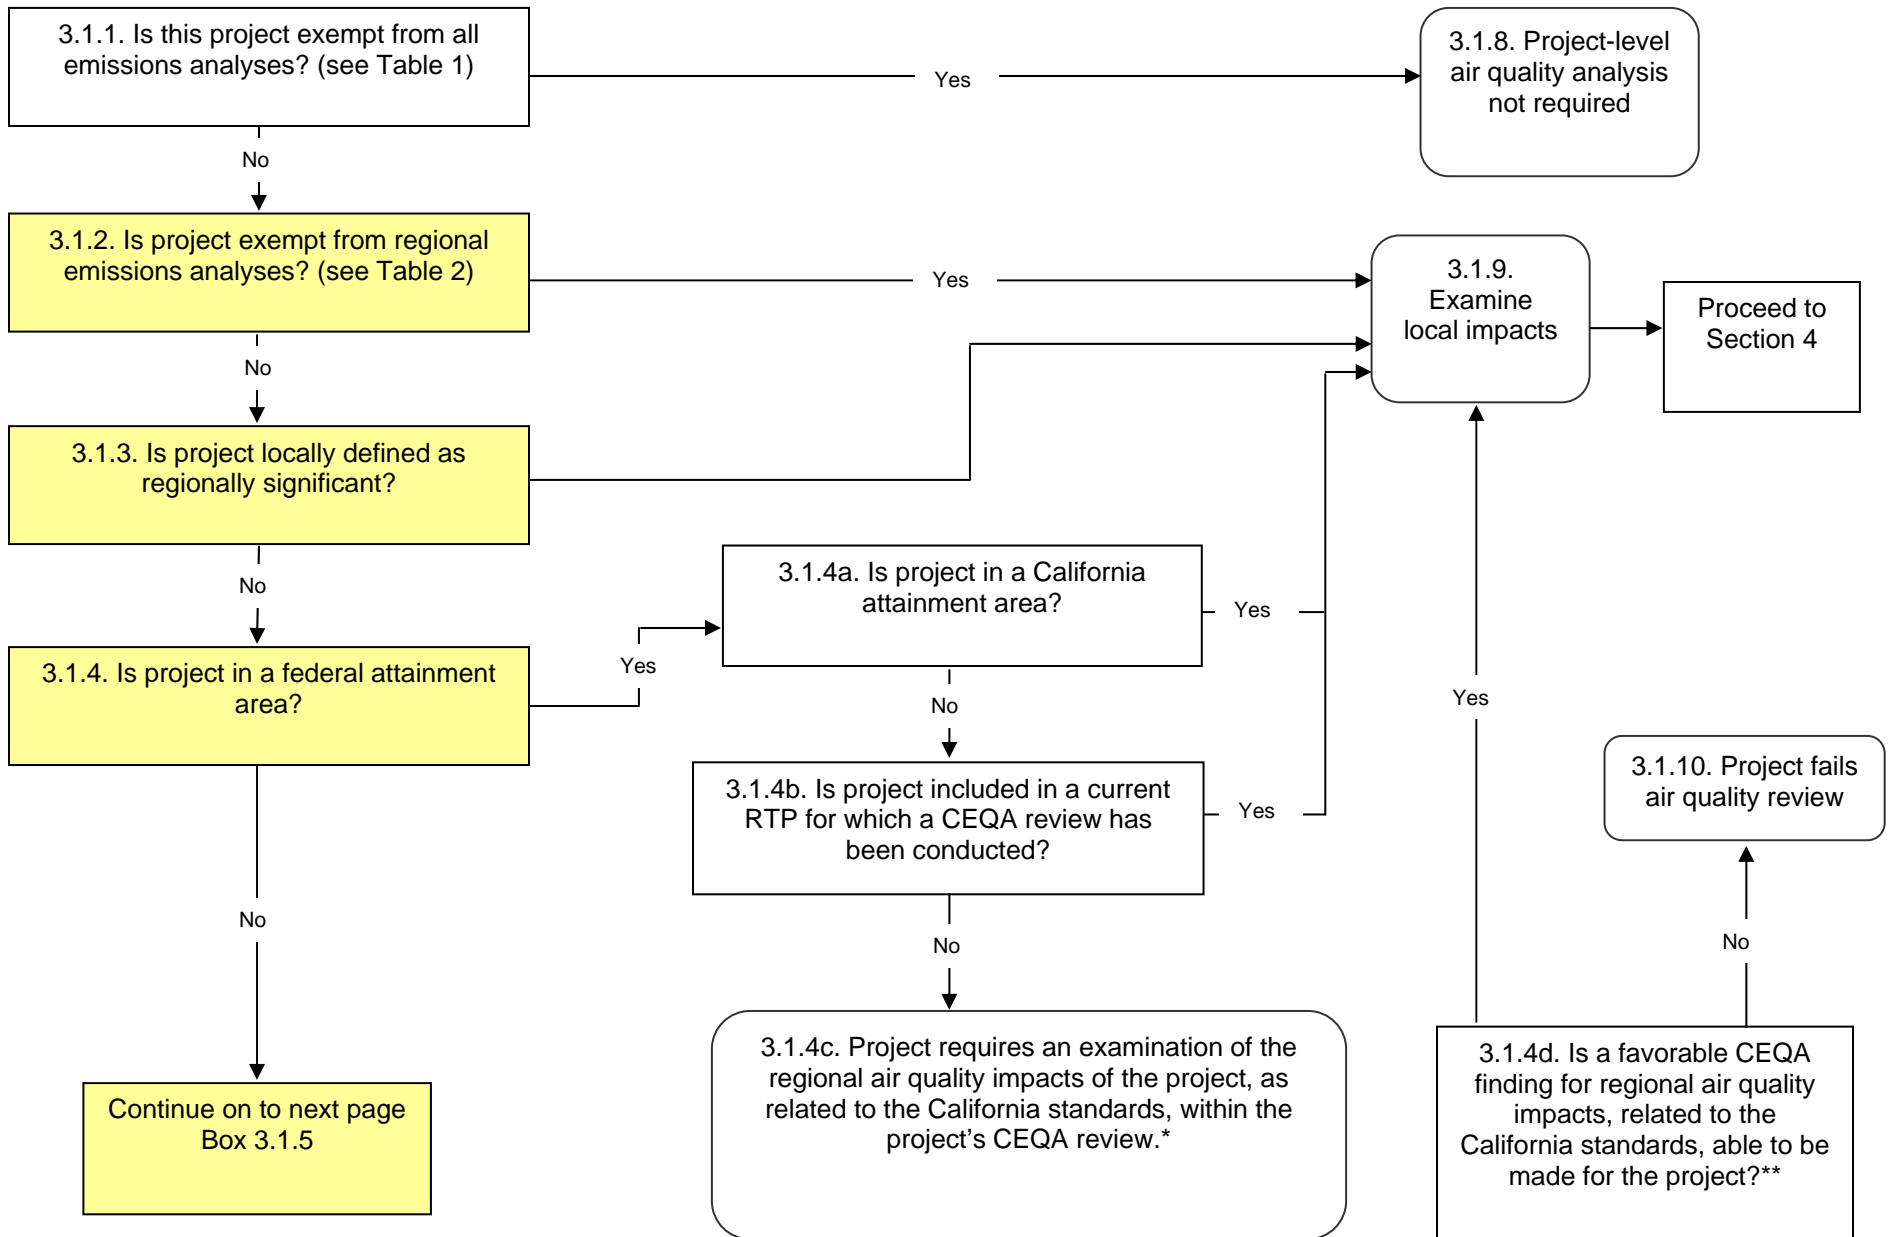 3.1.1. Is this project exempt from all
emissions analyses? (see Table 1)
Yes
3.1.8. Project-level
air quality analysis
not required
No
3.1.2. Is project exempt from regional
emissions analyses? (see Table 2)
Yes
3.1.9.
Examine
local impacts
Proceed to
Section 4
No
3.1.3. Is project locally defined as
regionally significant?
No
3.1.4a. Is project in a California
attainment area?
Yes
3.1.4. Is project in a federal attainment
area?
Yes
No
Yes
3.1.4b. Is project included in a current
RTP for which a CEQA review has
been conducted?
Yes
3.1.10. Project fails
air quality review
No
No
No
3.1.4c. Project requires an examination of the
regional air quality impacts of the project, as
related to the California standards, within the
project’s CEQA review.*
3.1.4d. Is a favorable CEQA
finding for regional air quality
impacts, related to the
California standards, able to be
made for the project?**
Continue on to next page
Box 3.1.5